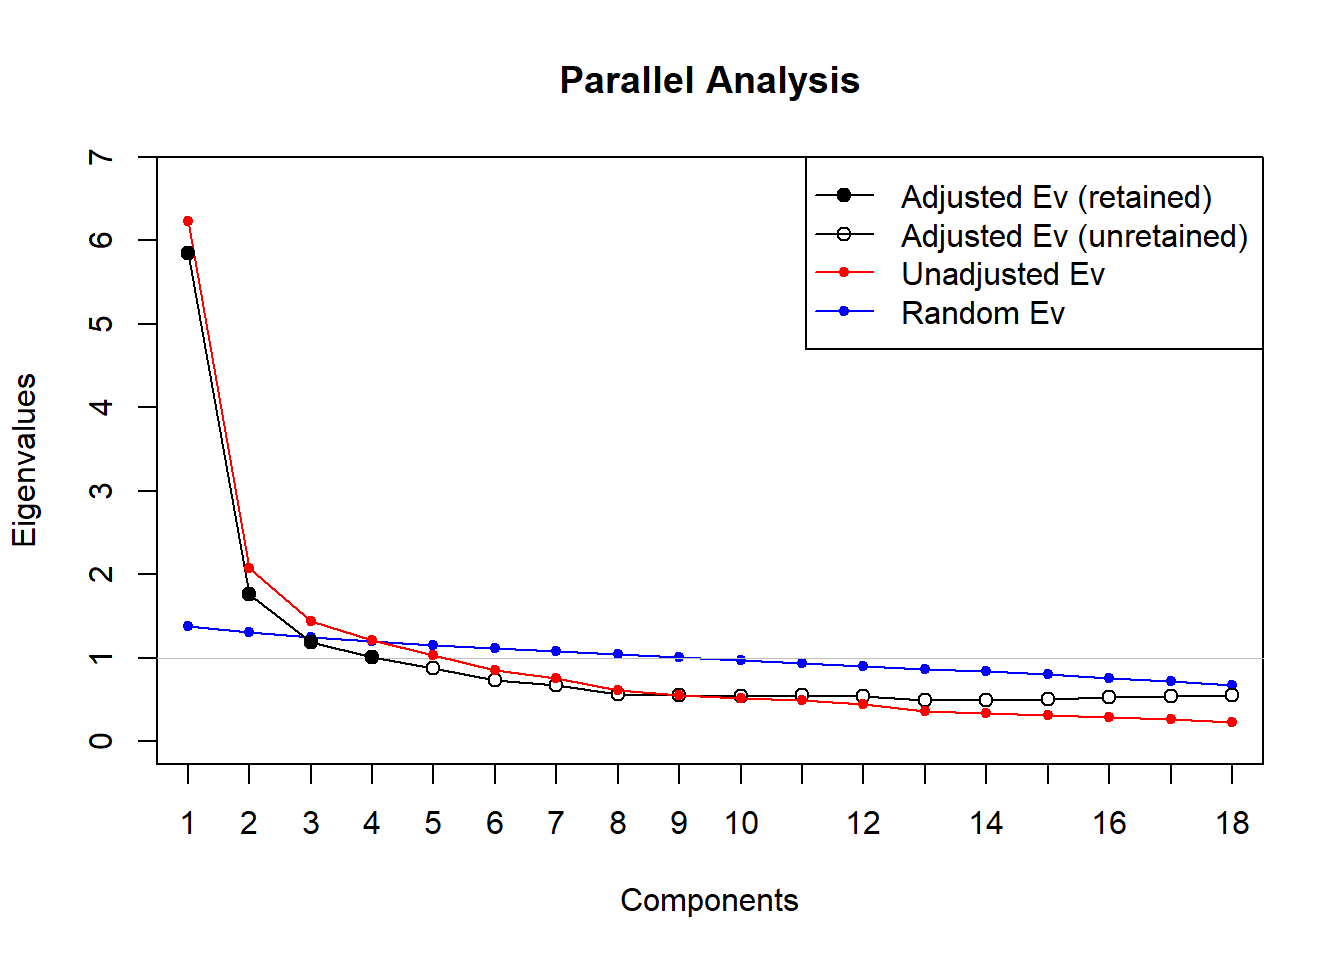 Parallel Analysis
Adjusted Ev (retained)
Adjusted Ev (unretained)
Unadjusted Ev
Random Ev
Eigenvalues
7
6
5
4
3
2
1
0
1 2 3 4 5 6 7 8 9 10 12 14 16 18
Components